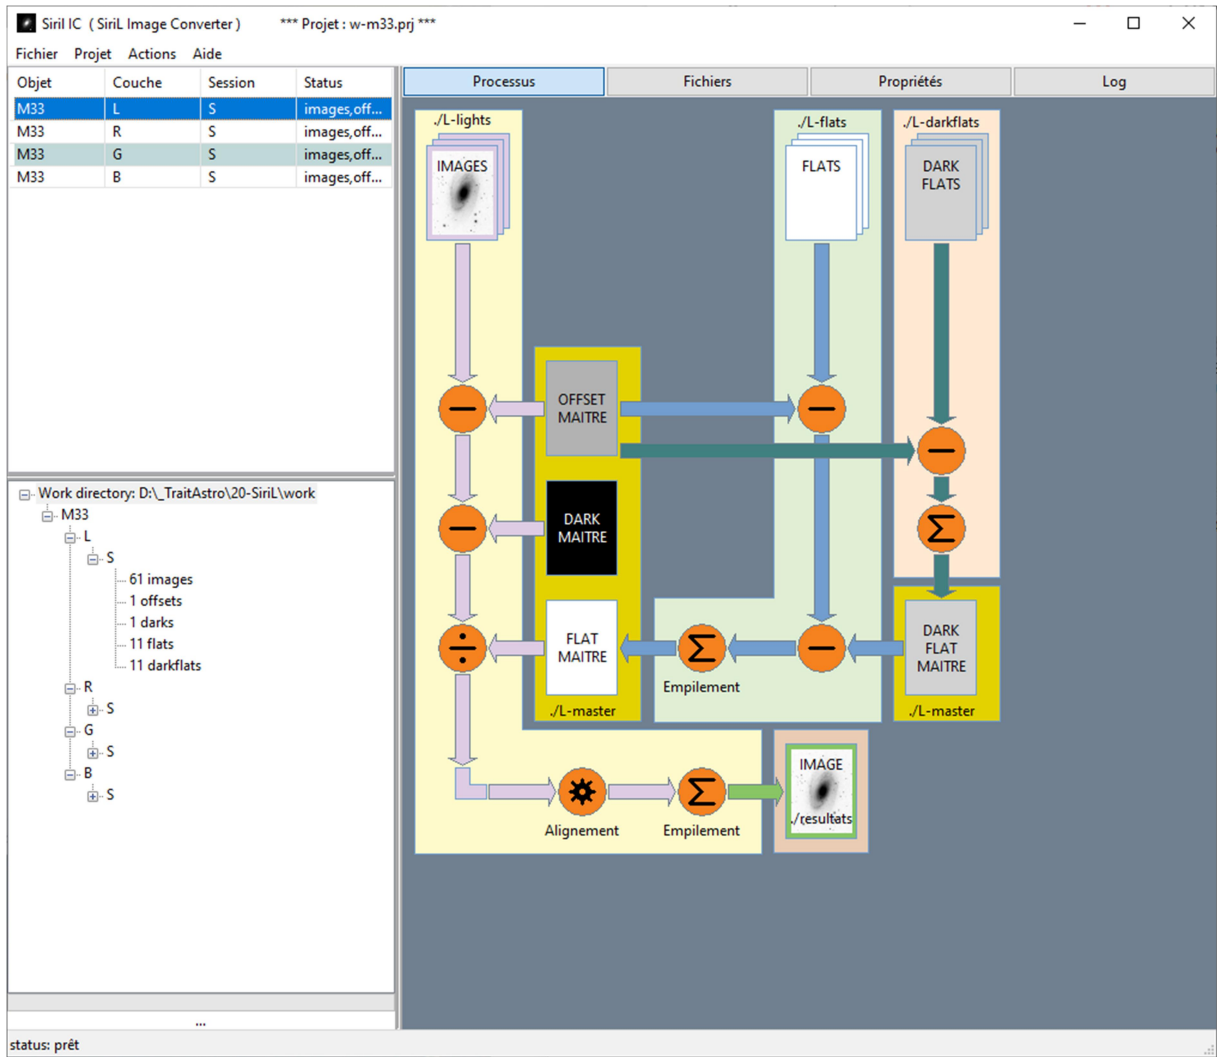 Siril IC ( SiriL Image Converter )   *** Projet : w-m33.prj ***
Fichier Projet Actions Aide
Objet Couche Session Status
M33 L S images,off...
M33 R S images,off...
M33 G S images,off...
M33 B S images,off...
Work directory: D:\_TraitAstro\20-SiriL\work
M33
L
S
61 images
1 offsets
1 darks
11 flats
11 darkflats
R
S
G
S
B
S
...
Processus Fichiers Propriétés Log
./L-lights
./L-flats
./L-darkflats
IMAGES
FLATS
DARK
FLATS
OFFSET
MAITRE
DARK
MAITRE
FLAT
MAITRE
./L-master
Empilement
DARK
FLAT
MAITRE
./L-master
Alignement
Empilement
IMAGE
./resultats
status: prêt